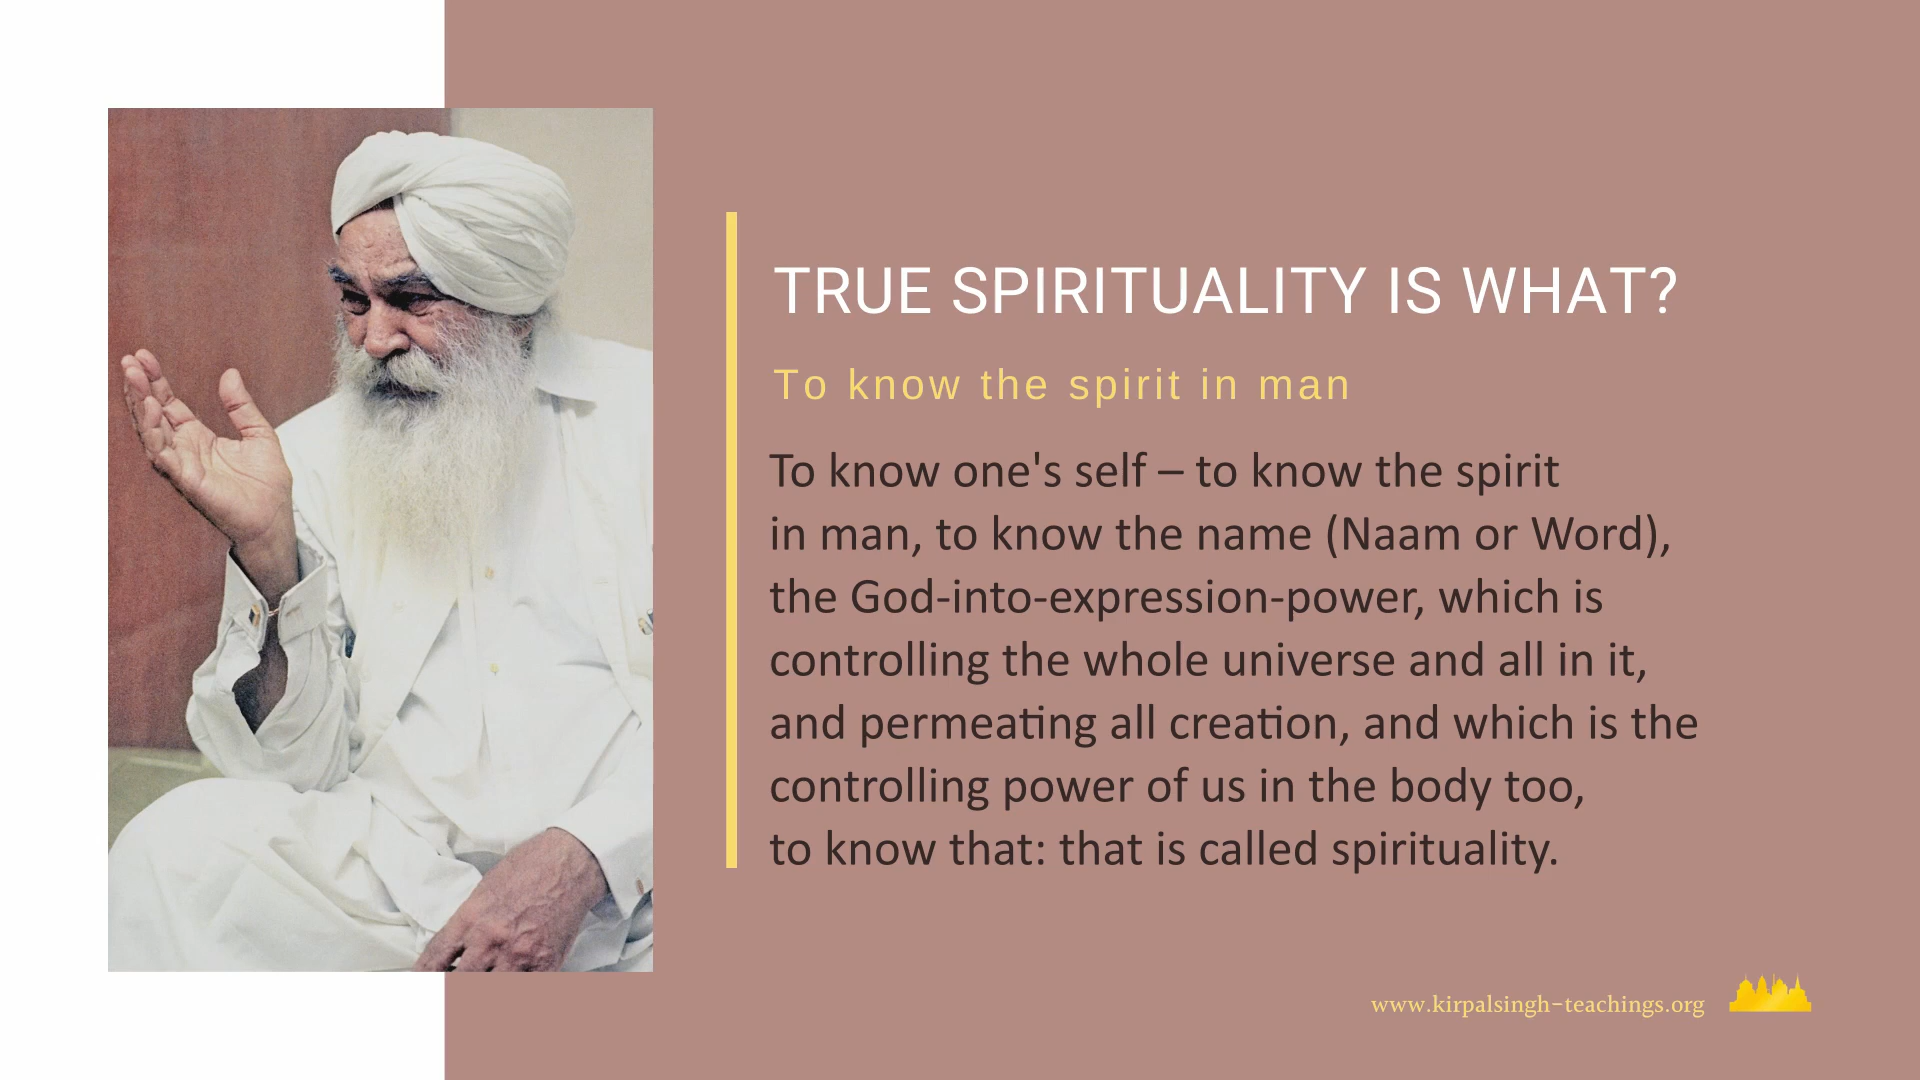 TRUE SPIRITUALITY IS WHAT?
To know the spirit in man
To know one's self – to know the spirit
in man, to know the name (Naam or Word),
the God-into-expression-power, which is
controlling the whole universe and all in it,
and permeating all creation, and which is the
controlling power of us in the body too,
to know that: that is called spirituality.
www.kirpalsingh-teachings.org